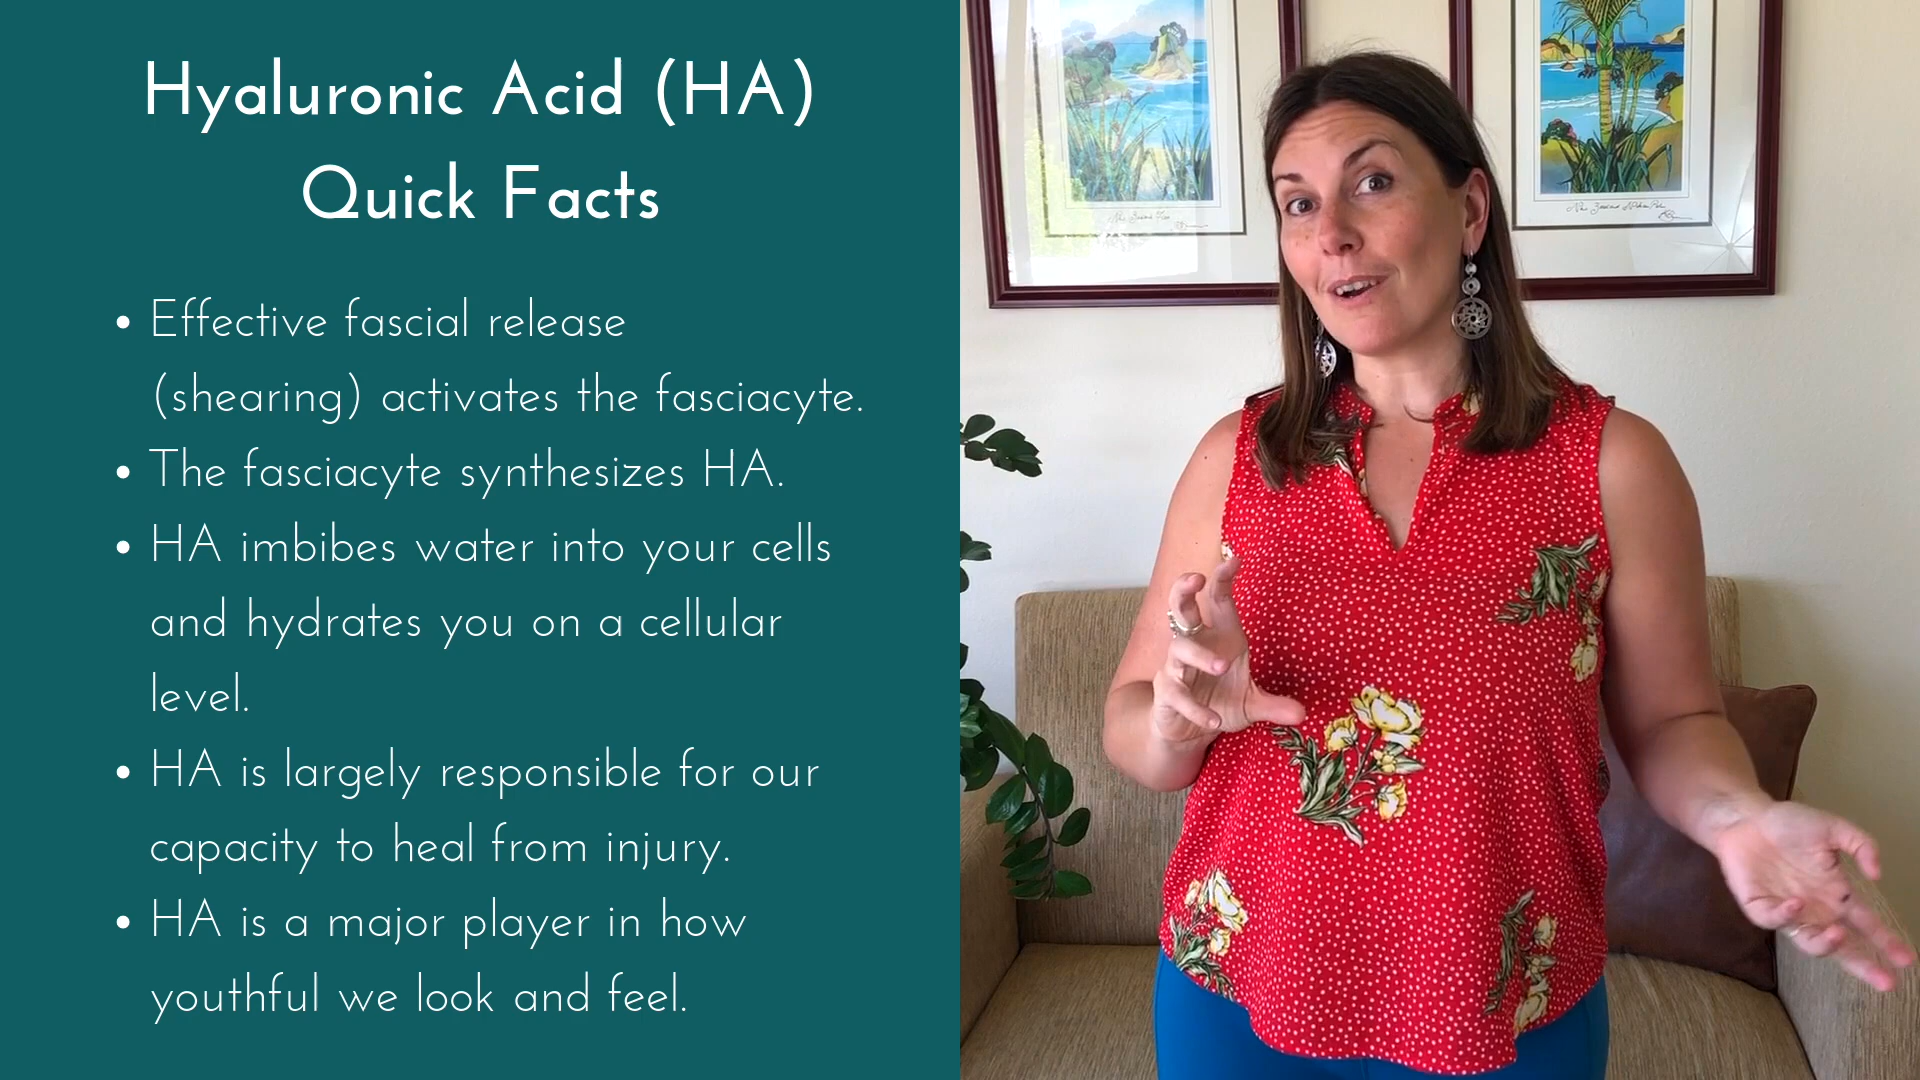 Hyaluronic Acid (HA)
Quick Facts
• Effective fascial release
(shearing) activates the fasciacyte.
• The fasciacyte synthesizes HA.
• HA imbibes water into your cells
and hydrates you on a cellular
level.
• HA is largely responsible for our
capacity to heal from injury.
• HA is a major player in how
youthful we look and feel.